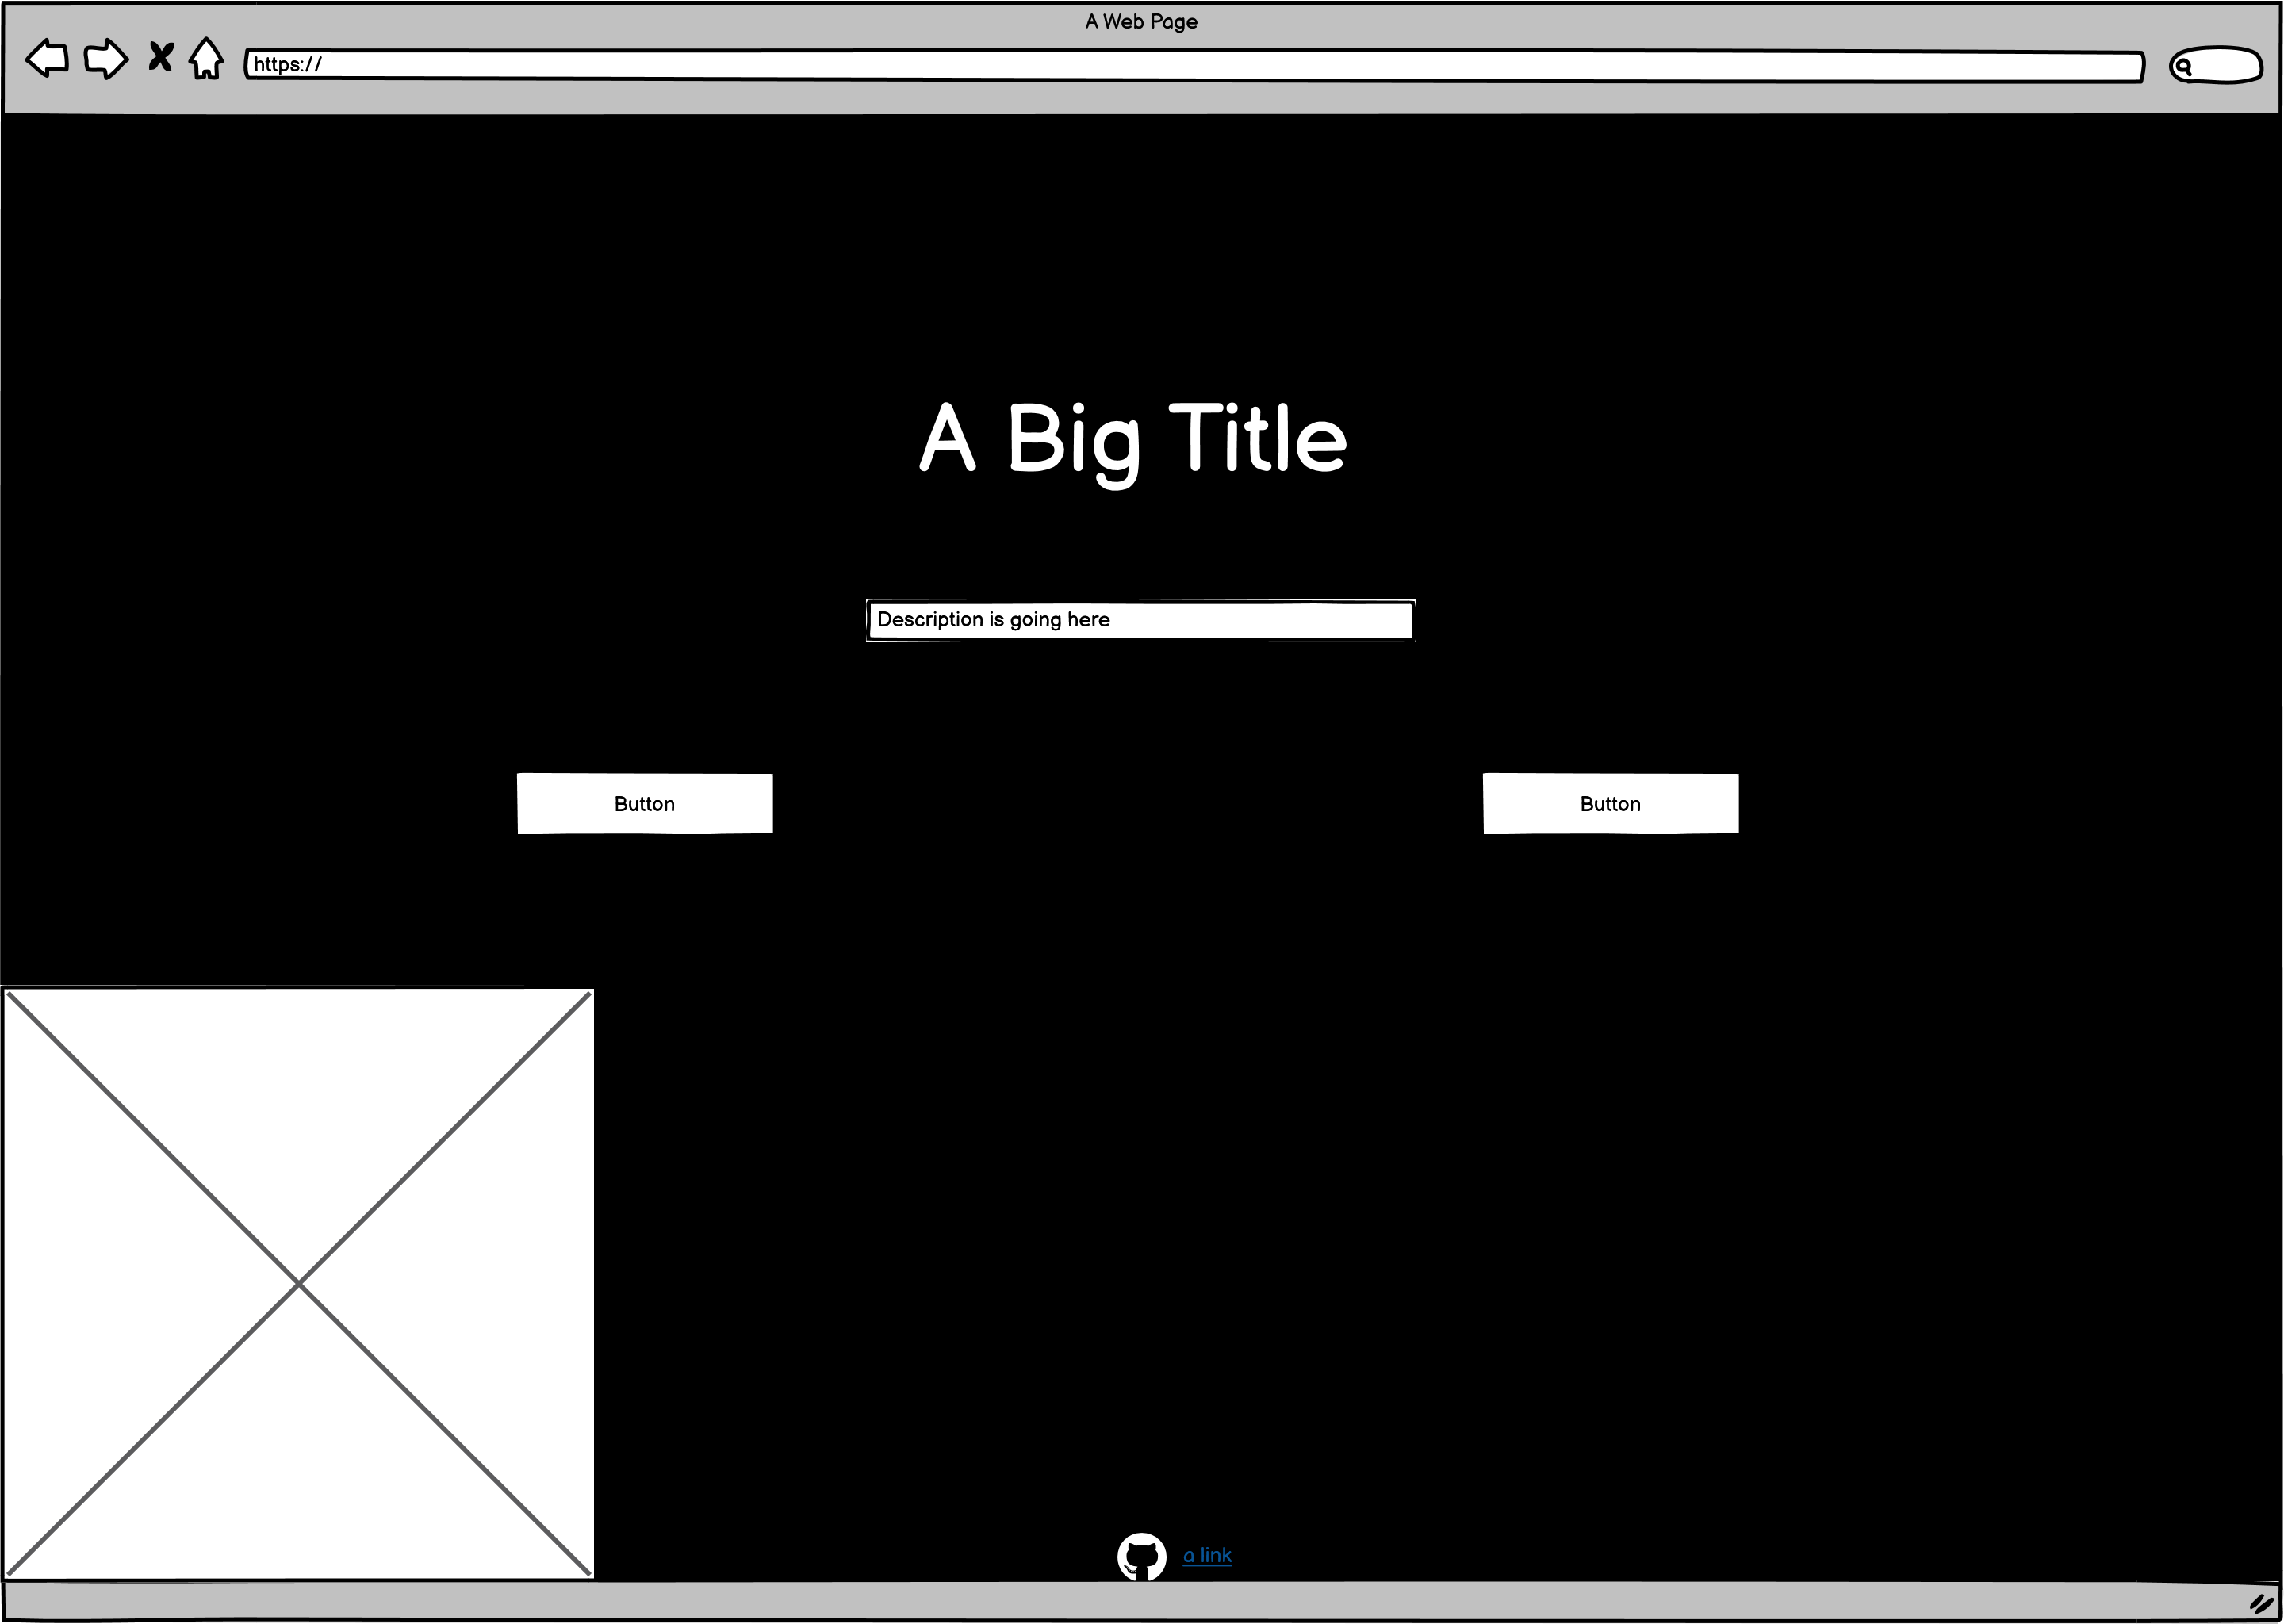 A Web Page
https://
A Big Title
Description is going here
Button
Button
a link